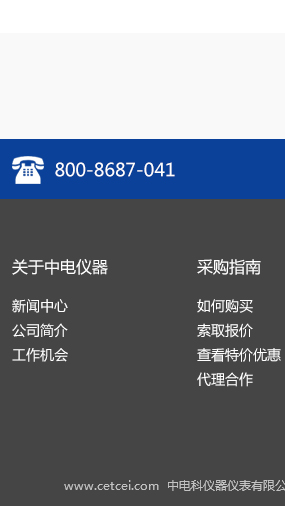 800-8687-041
关于中电仪器
新闻中心
公司简介
工作机会
采购指南
如何购买
索取报价
查看特价优惠
代理合作
www.cetcei.com 中电科仪器仪表有限公